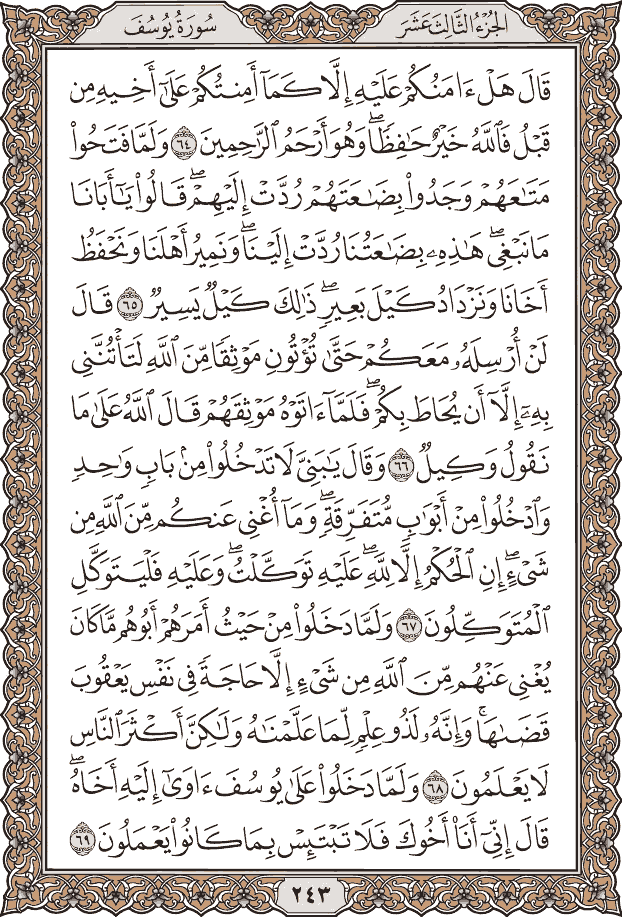 الجُزْءُ الثَّالِثَ عَشَرَ
سُورَةُ يُوسُفَ
قَالَ هَلْ ءَامَنُكُمْ عَلَيْهِ إِلَّا كَمَآ أَمِنتُكُمْ عَلَىٰٓ أَخِيهِ مِن
قَبْلُ فَٱللَّهُ خَيْرٌ حَٰفِظًاۖ وَهُوَ أَرْحَمُ ٱلرَّٰحِمِينَ ٦٤ وَلَمَّا فَتَحُوا۟
مَتَٰعَهُمْ وَجَدُوا۟ بِضَٰعَتَهُمْ رُدَّتْ إِلَيْهِمْۖ قَالُوا۟ يَٰٓأَبَانَا
مَا نَبْغِىۖ هَٰذِهِۦ بِضَٰعَتُنَا رُدَّتْ إِلَيْنَاۖ وَنَمِيرُ أَهْلَنَا وَنَحْفَظُ
أَخَانَا وَنَزْدَادُ كَيْلَ بَعِيرٍۖ ذَٰلِكَ كَيْلٌ يَسِيرٌ ٦٥ قَالَ
لَنْ أُرْسِلَهُۥ مَعَكُمْ حَتَّىٰ تُؤْتُونِ مَوْثِقًا مِّنَ ٱللَّهِ لَتَأْتُنَّنِى
بِهِۦٓ إِلَّآ أَن يُحَاطَ بِكُمْۖ فَلَمَّآ ءَاتَوْهُ مَوْثِقَهُمْ قَالَ ٱللَّهُ عَلَىٰ مَا
نَقُولُ وَكِيلٌ ٦٦ وَقَالَ يَٰبَنِىَّ لَا تَدْخُلُوا۟ مِنۢ بَابٍ وَٰحِدٍ
وَٱدْخُلُوا۟ مِنْ أَبْوَٰبٍ مُّتَفَرِّقَةٍۖ وَمَآ أُغْنِى عَنكُم مِّنَ ٱللَّهِ مِن
شَىْءٍۖ إِنِ ٱلْحُكْمُ إِلَّا لِلَّهِۖ عَلَيْهِ تَوَكَّلْتُۖ وَعَلَيْهِ فَلْيَتَوَكَّلِ
ٱلْمُتَوَكِّلُونَ ٦٧ وَلَمَّا دَخَلُوا۟ مِنْ حَيْثُ أَمَرَهُمْ أَبُوهُم مَّا كَانَ
يُغْنِى عَنْهُم مِّنَ ٱللَّهِ مِن شَىْءٍ إِلَّا حَاجَةً فِى نَفْسِ يَعْقُوبَ
قَضَىٰهَاۚ وَإِنَّهُۥ لَذُو عِلْمٍ لِّمَا عَلَّمْنَٰهُ وَلَٰكِنَّ أَكْثَرَ ٱلنَّاسِ
لَا يَعْلَمُونَ ٦٨ وَلَمَّا دَخَلُوا۟ عَلَىٰ يُوسُفَ ءَاوَىٰٓ إِلَيْهِ أَخَاهُۖ
قَالَ إِنِّىٓ أَنَا۠ أَخُوكَ فَلَا تَبْتَئِسْ بِمَا كَانُوا۟ يَعْمَلُونَ ٦٩
٢٤٣